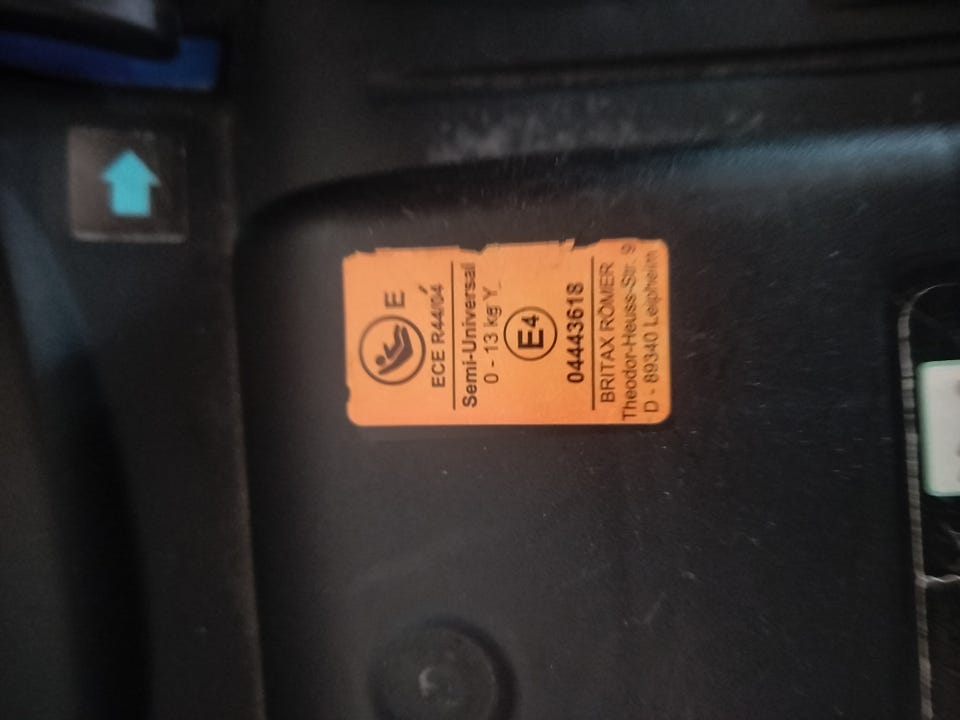 E
ECE R44/04
Semi-Universal
0 - 13 kg Y
E4
04443618
BRITAX RÖMER
Theodor-Heuss-Str. 9
D - 89340 Leipheim